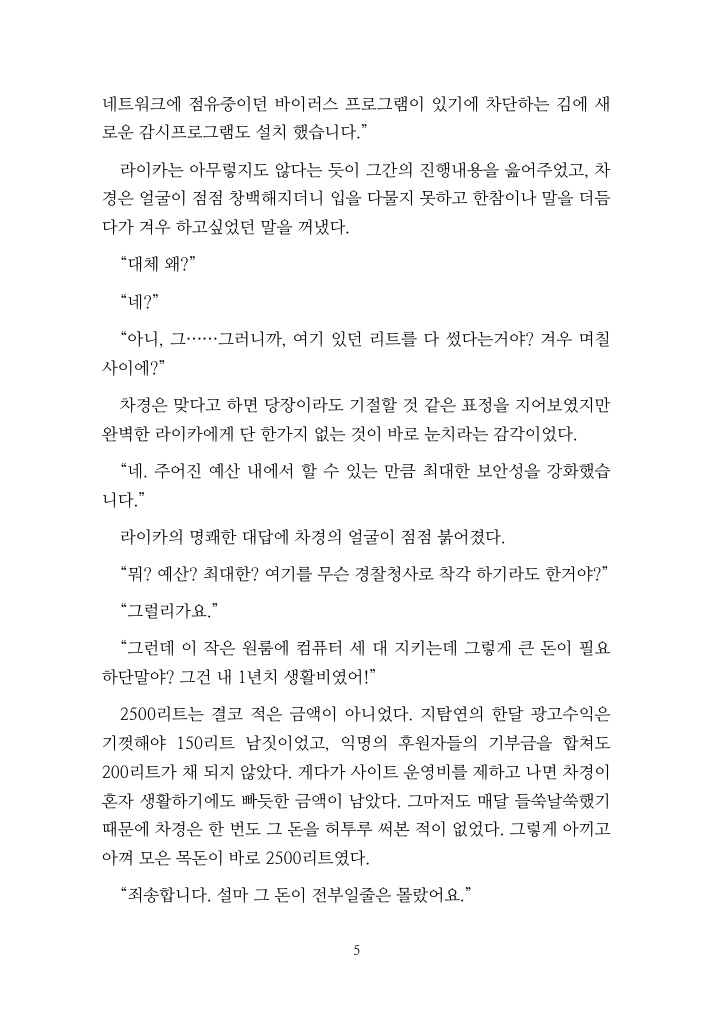 네트워크에 점유중이던 바이러스 프로그램이 있기에 차단하는 김에 새
로운 감시프로그램도 설치 했습니다.”
라이카는 아무렇지도 않다는 듯이 그간의 진행내용을 읊어주었고, 차
경은 얼굴이 점점 창백해지더니 입을 다물지 못하고 한참이나 말을 더듬
다가 겨우 하고싶었던 말을 꺼냈다.
“대체 왜?”
“네?”
“아니, 그……그러니까, 여기 있던 리트를 다 썼다는거야? 겨우 며칠
사이에?”
차경은 맞다고 하면 당장이라도 기절할 것 같은 표정을 지어보였지만
완벽한 라이카에게 단 한가지 없는 것이 바로 눈치라는 감각이었다.
“네. 주어진 예산 내에서 할 수 있는 만큼 최대한 보안성을 강화했습
니다.”
라이카의 명쾌한 대답에 차경의 얼굴이 점점 붉어졌다.
“뭐? 예산? 최대한? 여기를 무슨 경찰청사로 착각 하기라도 한거야?”
“그럴리가요.”
“그런데 이 작은 원룸에 컴퓨터 세 대 지키는데 그렇게 큰 돈이 필요
하단말야? 그건 내 1년치 생활비였어!”
2500리트는 결코 적은 금액이 아니었다. 지탐연의 한달 광고수익은
기껏해야 150리트 남짓이었고, 익명의 후원자들의 기부금을 합쳐도
200리트가 채 되지 않았다. 게다가 사이트 운영비를 제하고 나면 차경이
혼자 생활하기에도 빠듯한 금액이 남았다. 그마저도 매달 들쑥날쑥했기
때문에 차경은 한 번도 그 돈을 허투루 써본 적이 없었다. 그렇게 아끼고
아껴 모은 목돈이 바로 2500리트였다.
“죄송합니다. 설마 그 돈이 전부일줄은 몰랐어요.”
5